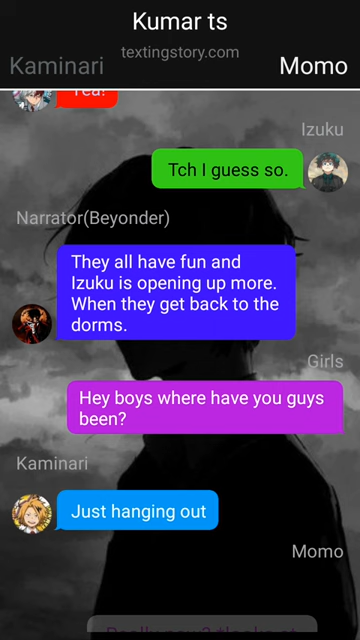 Kumar ts
textingstory.com
Kaminari
Momo
Yea!
Izuku
Tch I guess so.
Narrator(Beyonder)
They all have fun and
Izuku is opening up more.
When they get back to the
dorms.
Girls
Hey boys where have you guys
been?
Kaminari
Just hanging out
Momo